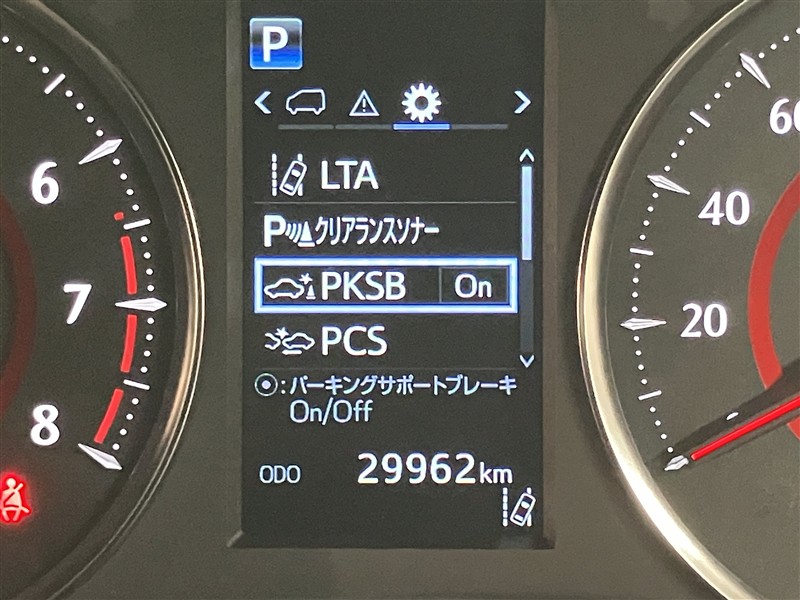 P
LTA
Pクリアランスソナー
PKSB On
PCS
⦿:パーキングサポートブレーキ
On/Off
ODO 29962km
6
7
8
60
40
20